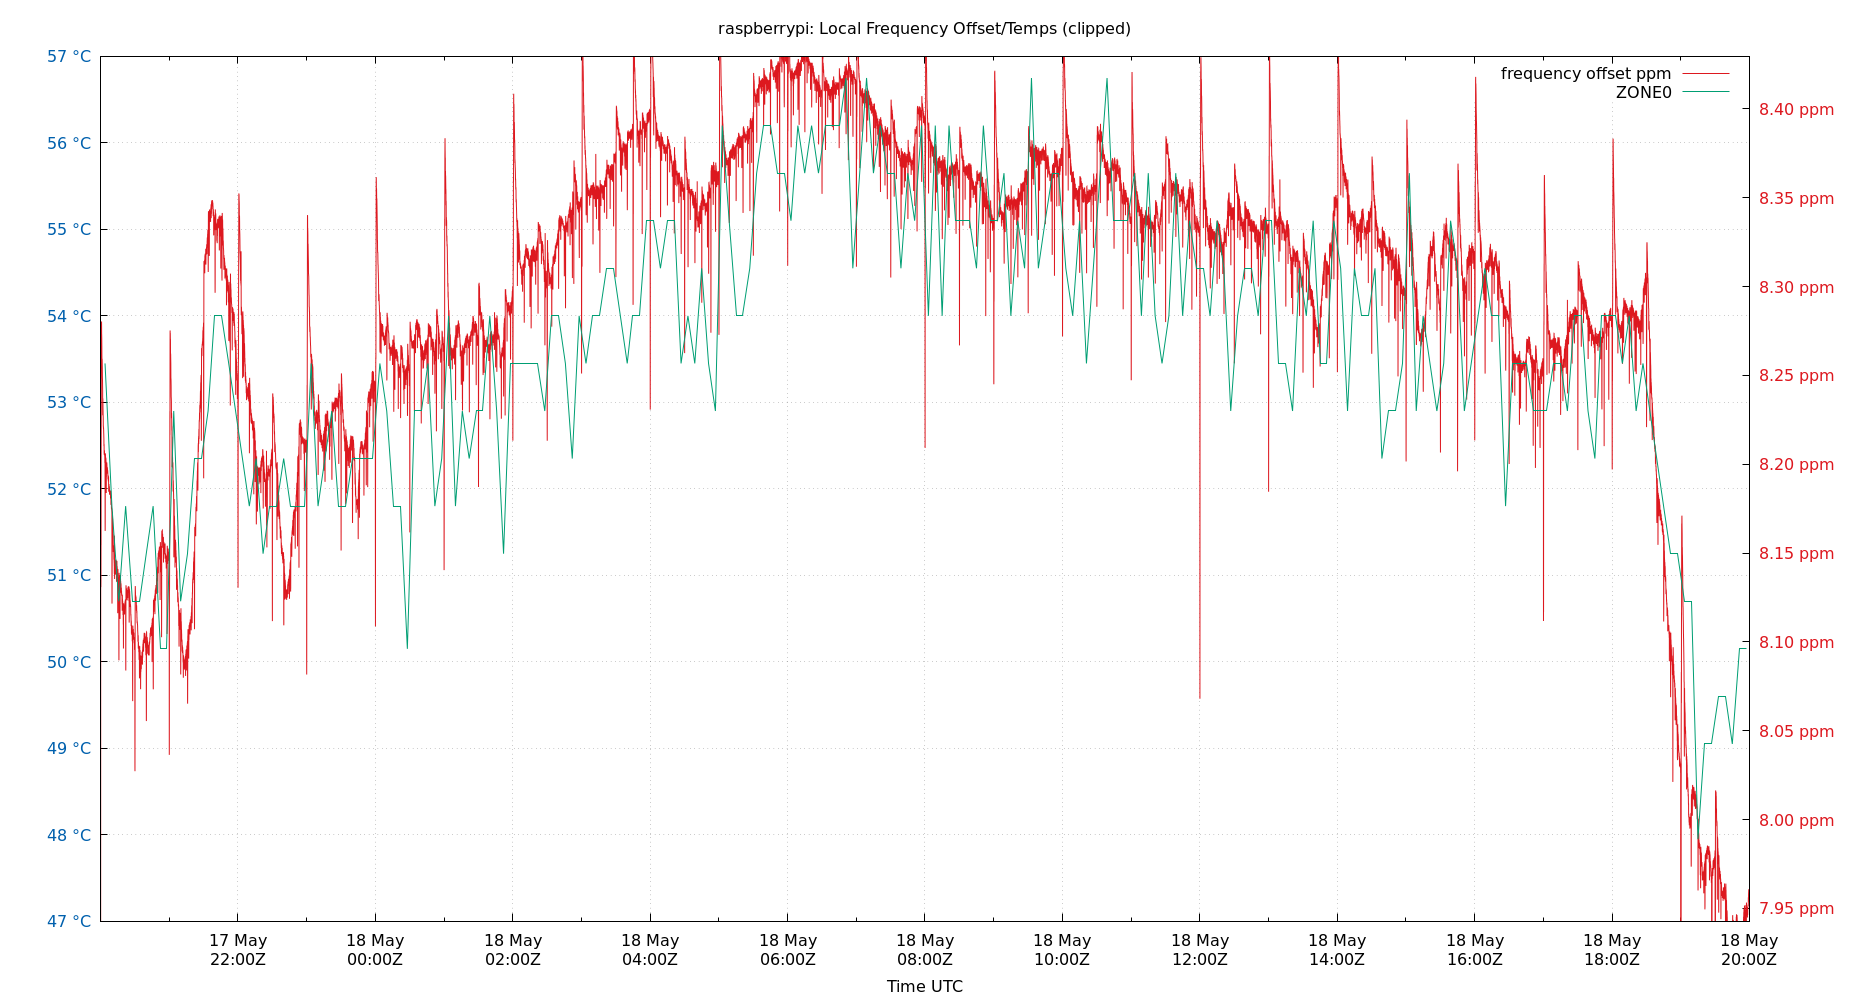 raspberrypi: Local Frequency Offset/Temps (clipped)
57 °C
56 °C
55 °C
54 °C
53 °C
52 °C
51 °C
50 °C
49 °C
48 °C
47 °C
frequency offset ppm
ZONE0
8.40 ppm
8.35 ppm
8.30 ppm
8.25 ppm
8.20 ppm
8.15 ppm
8.10 ppm
8.05 ppm
8.00 ppm
7.95 ppm
17 May
22:00Z
18 May
00:00Z
18 May
02:00Z
18 May
04:00Z
18 May
06:00Z
18 May
08:00Z
18 May
10:00Z
18 May
12:00Z
18 May
14:00Z
18 May
16:00Z
18 May
18:00Z
18 May
20:00Z
Time UTC